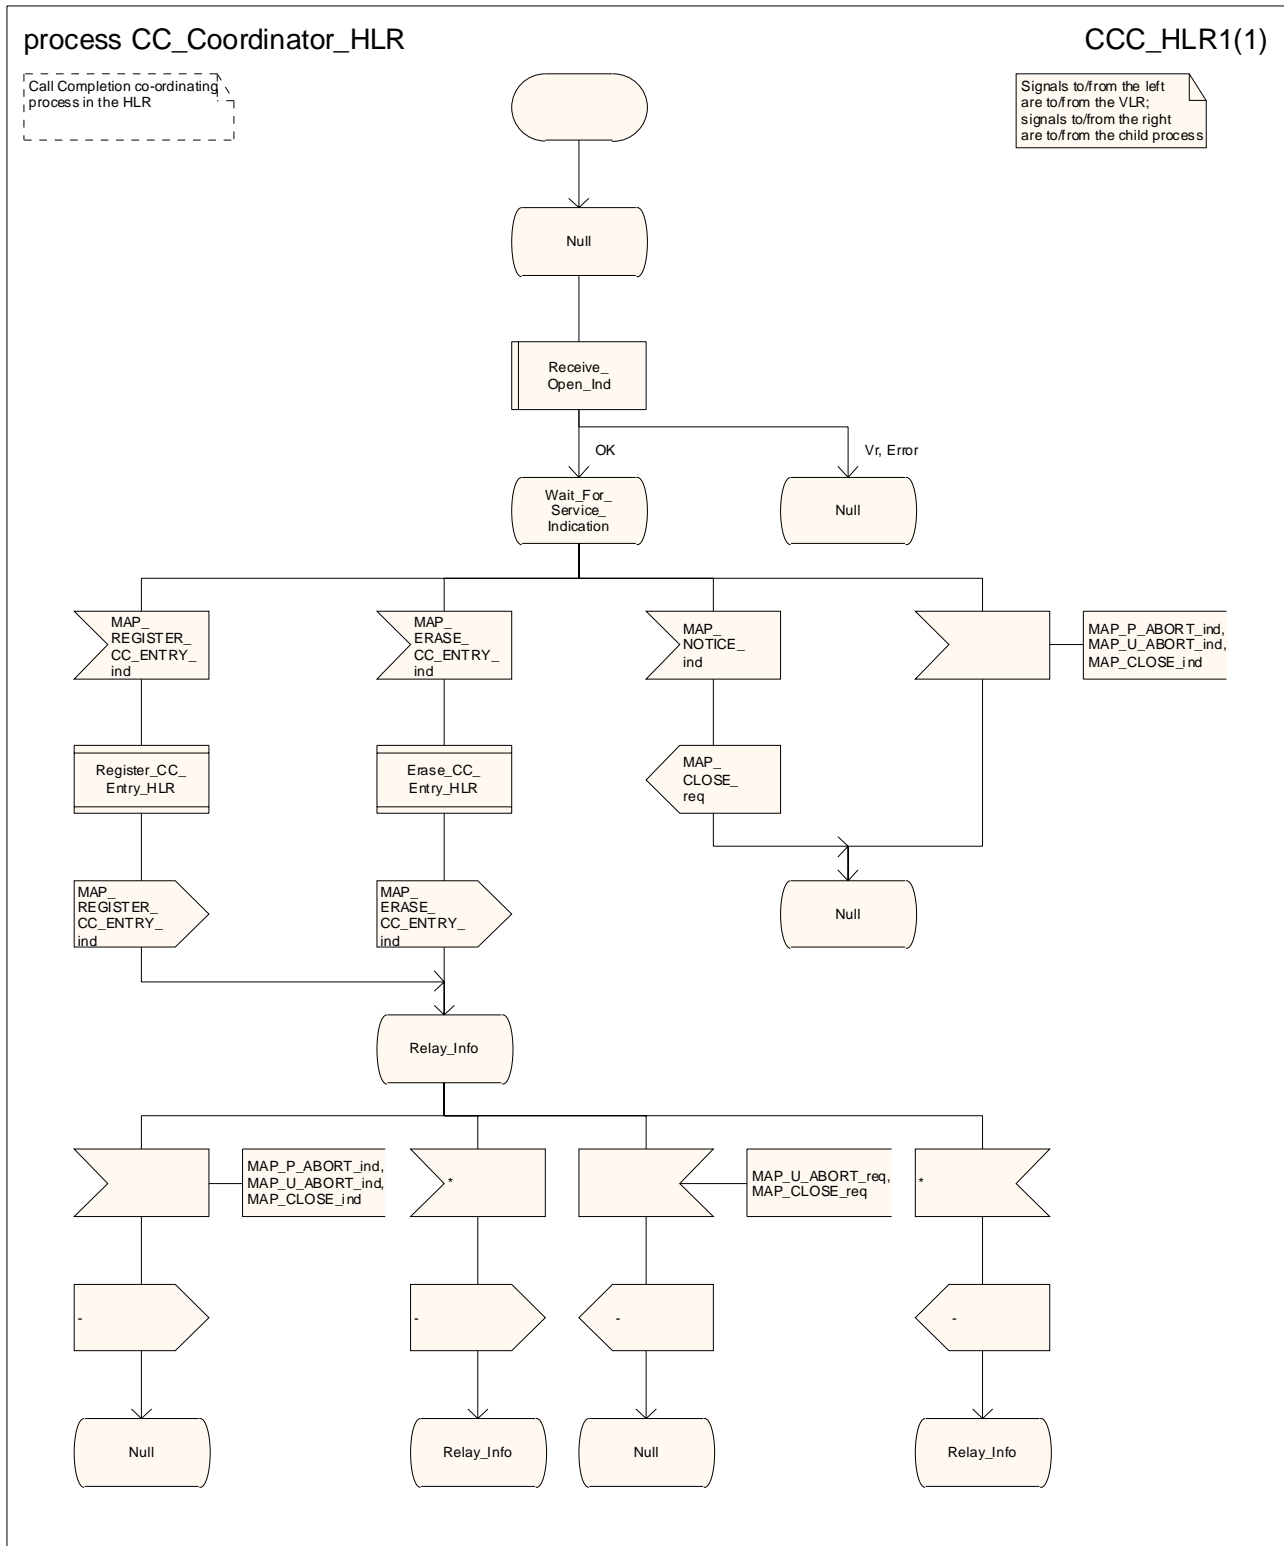 process CC_Coordinator_HLR
CCC_HLR1(1)
Call Completion co-ordinating
process in the HLR
Signals to/from the left
are to/from the VLR;
signals to/from the right
are to/from the child process
Null
Receive_
Open_Ind
OK
Vr, Error
Wait_For_
Service_
Indication
Null
MAP_
REGISTER_
CC_ENTRY_
ind
MAP_
ERASE_
CC_ENTRY_
ind
MAP_
NOTICE_
ind
MAP_P_ABORT_ind,
MAP_U_ABORT_ind,
MAP_CLOSE_ind
Register_CC_
Entry_HLR
Erase_CC_
Entry_HLR
MAP_
CLOSE_
req
MAP_
REGISTER_
CC_ENTRY_
ind
MAP_
ERASE_
CC_ENTRY_
ind
Null
Relay_Info
MAP_P_ABORT_ind,
MAP_U_ABORT_ind,
MAP_CLOSE_ind
*
MAP_U_ABORT_req,
MAP_CLOSE_req
*
-
-
-
-
Null
Relay_Info
Null
Relay_Info